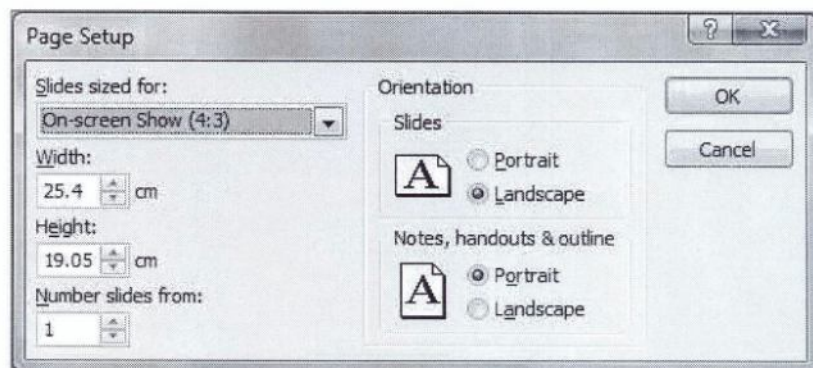 Page Setup
?
X
Slides sized for:
On-screen Show (4:3)
Width:
25.4 cm
Height:
19.05 cm
Number slides from:
1
Orientation
Slides
A
Portrait
Landscape
Notes, handouts & outline
A
Portrait
Landscape
OK
Cancel